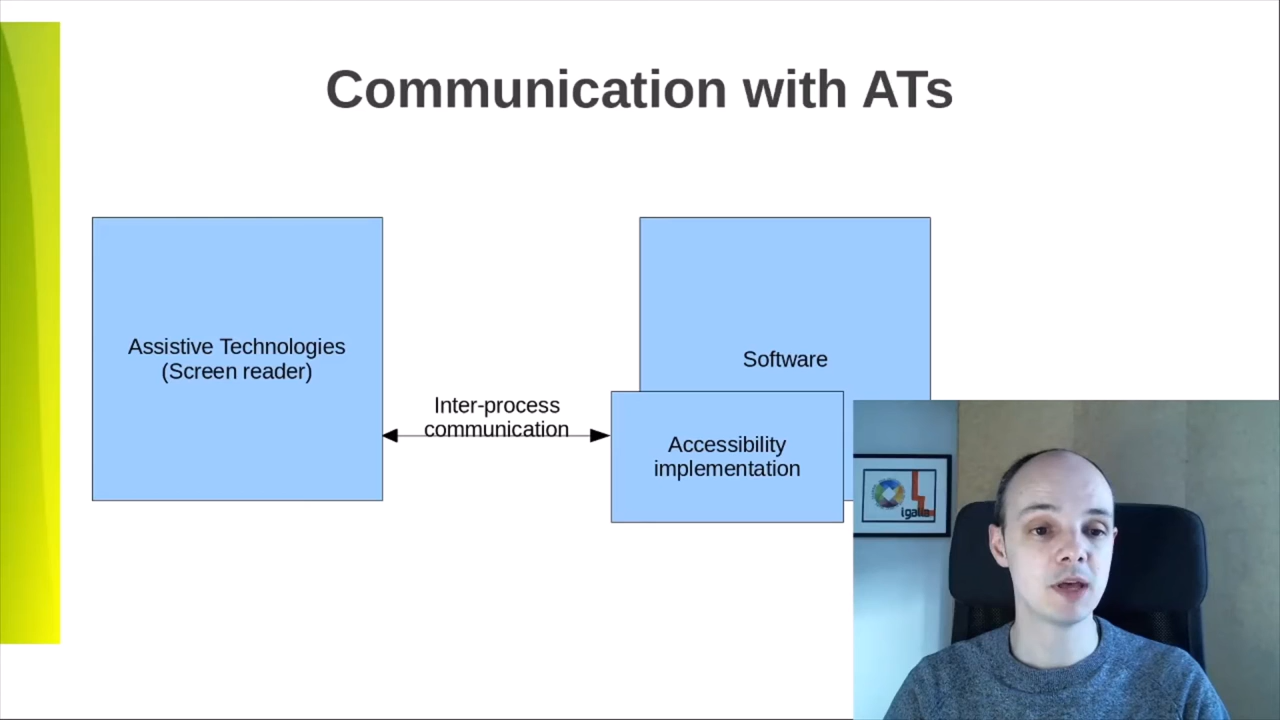 Communication with ATs
Assistive Technologies
(Screen reader)
Inter-process
communication
Software
Accessibility
implementation
igalia